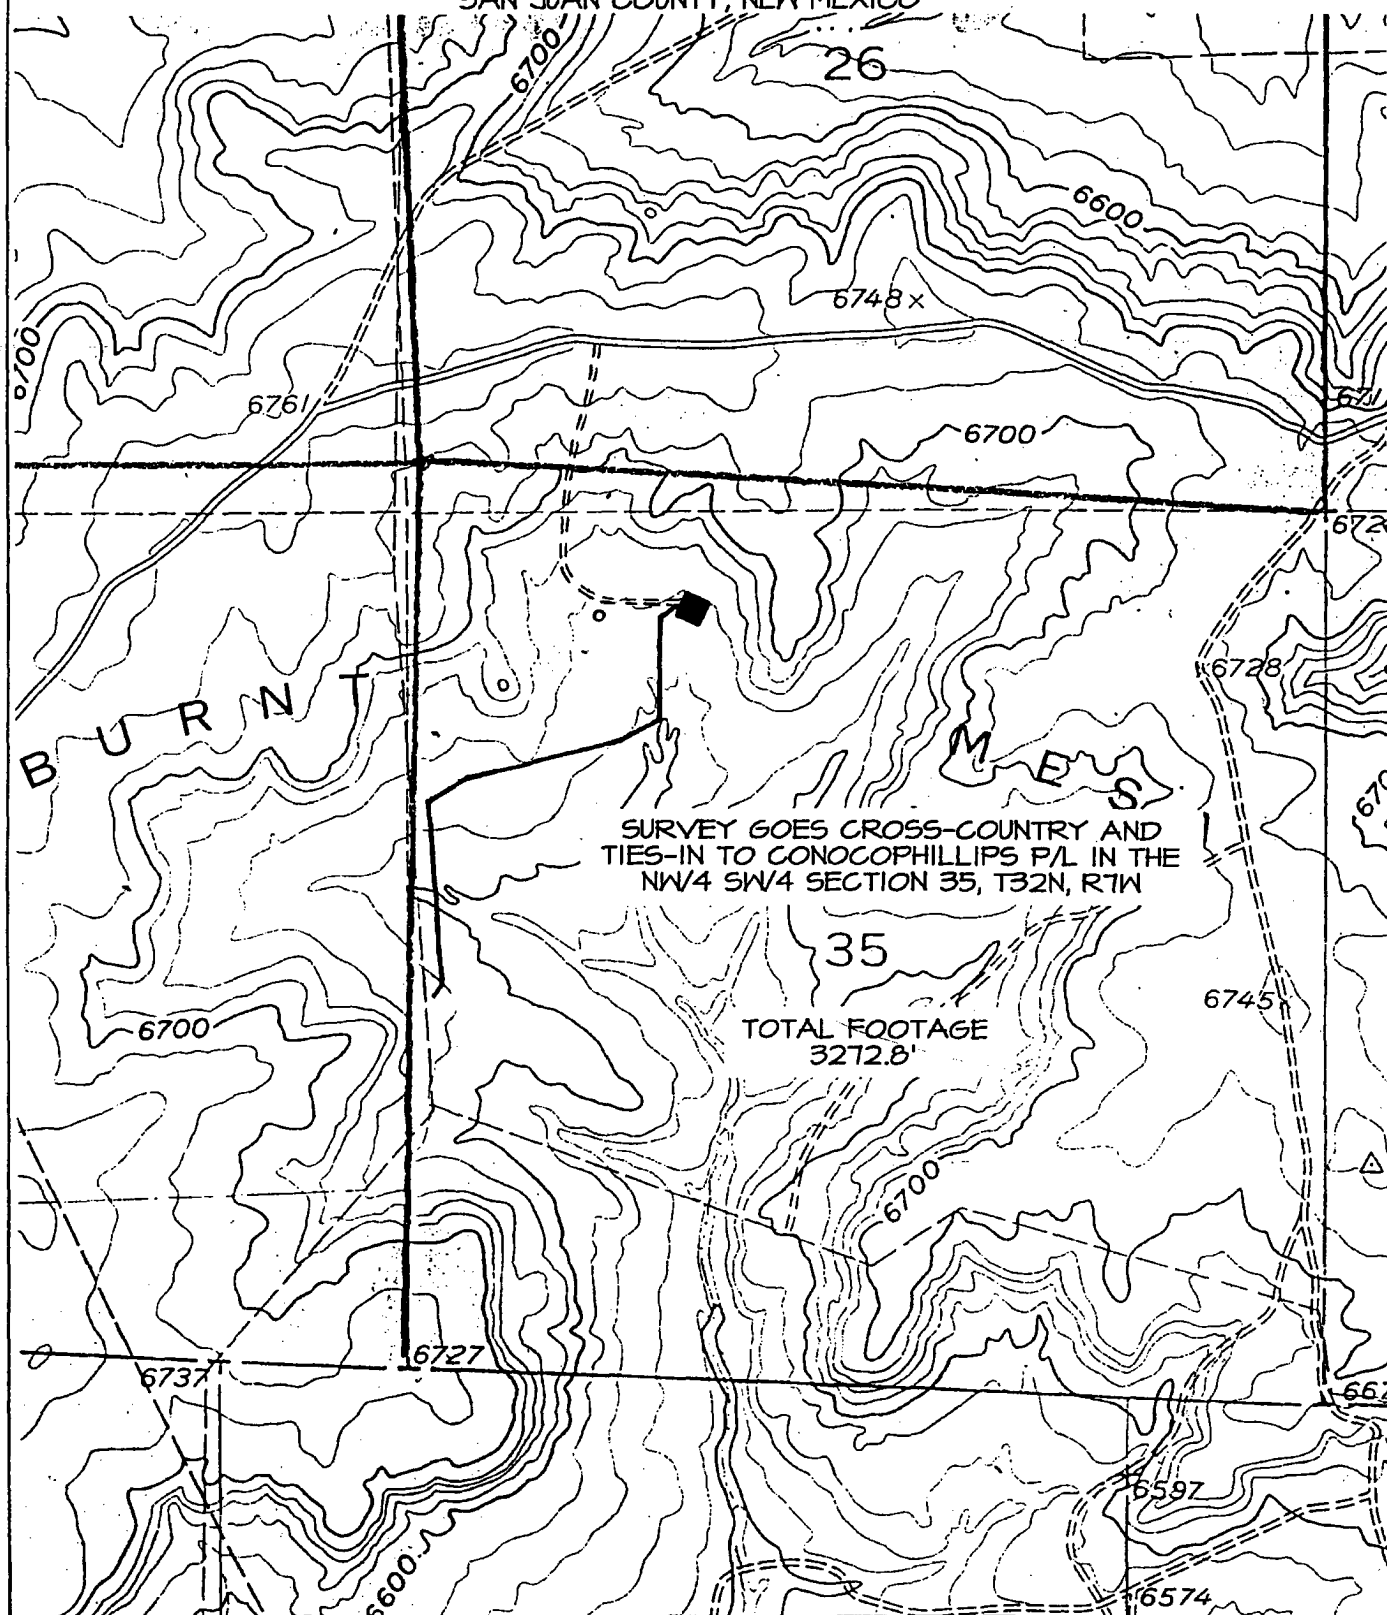 SAN JUAN COUNTY, NEW MEXICO
26
6700
6600
6748
6700
6761
6700
BURNT
6728
MES
670
SURVEY GOES CROSS-COUNTRY AND
TIES-IN TO CONOCOPHILLIPS P/L IN THE
NW/4 SW/4 SECTION 35, T32N, R7W
35
6745
6700
TOTAL FOOTAGE
3272.8'
6700
6727
6737
667
6597
6600
6574